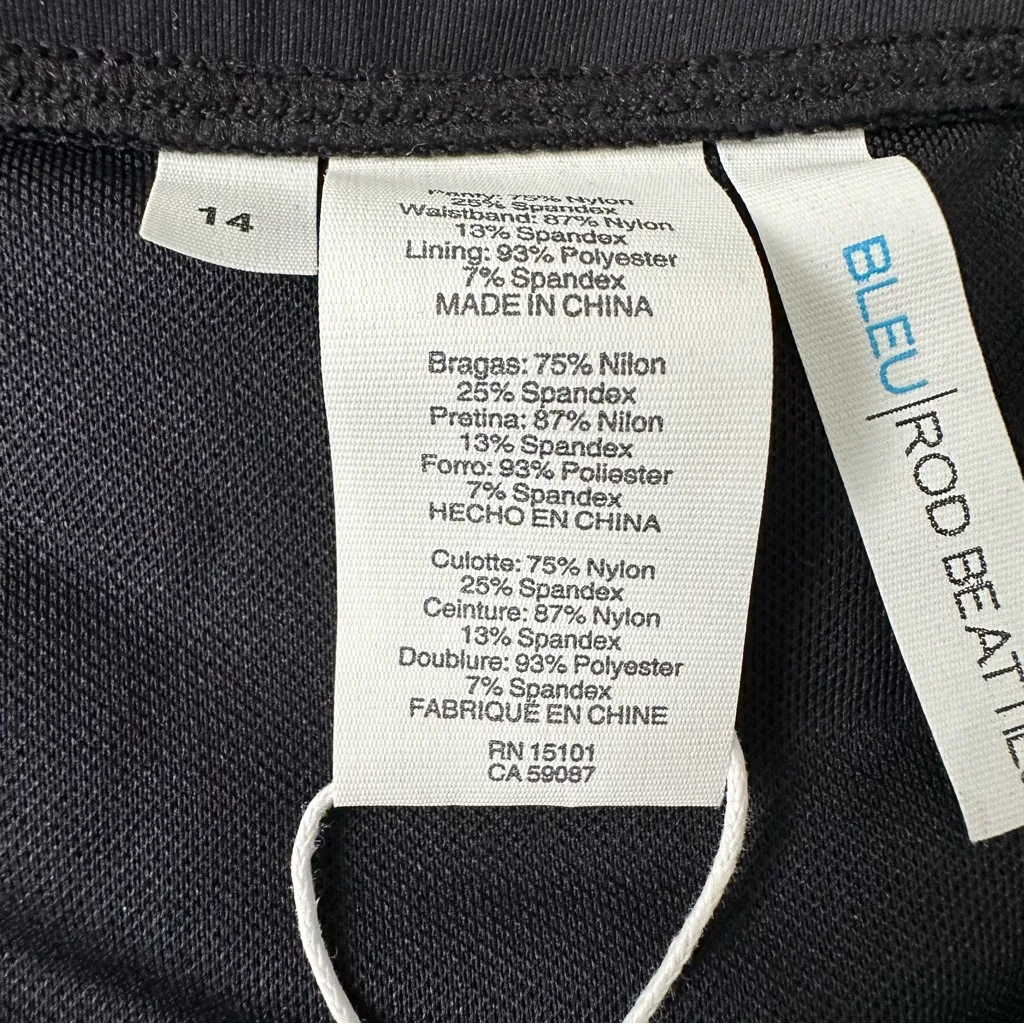 14
Panty: 75% Nylon
25% Spandex
Waistband: 87% Nylon
13% Spandex
Lining: 93% Polyester
7% Spandex
MADE IN CHINA
Bragas: 75% Nilon
25% Spandex
Pretina: 87% Nilon
13% Spandex
Forro: 93% Poliester
7% Spandex
HECHO EN CHINA
Culotte: 75% Nylon
25% Spandex
Ceinture: 87% Nylon
13% Spandex
Doublure: 93% Polyester
7% Spandex
FABRIQUÉ EN CHINE
RN 15101
CA 59087
BLEU|ROD BEATTIE